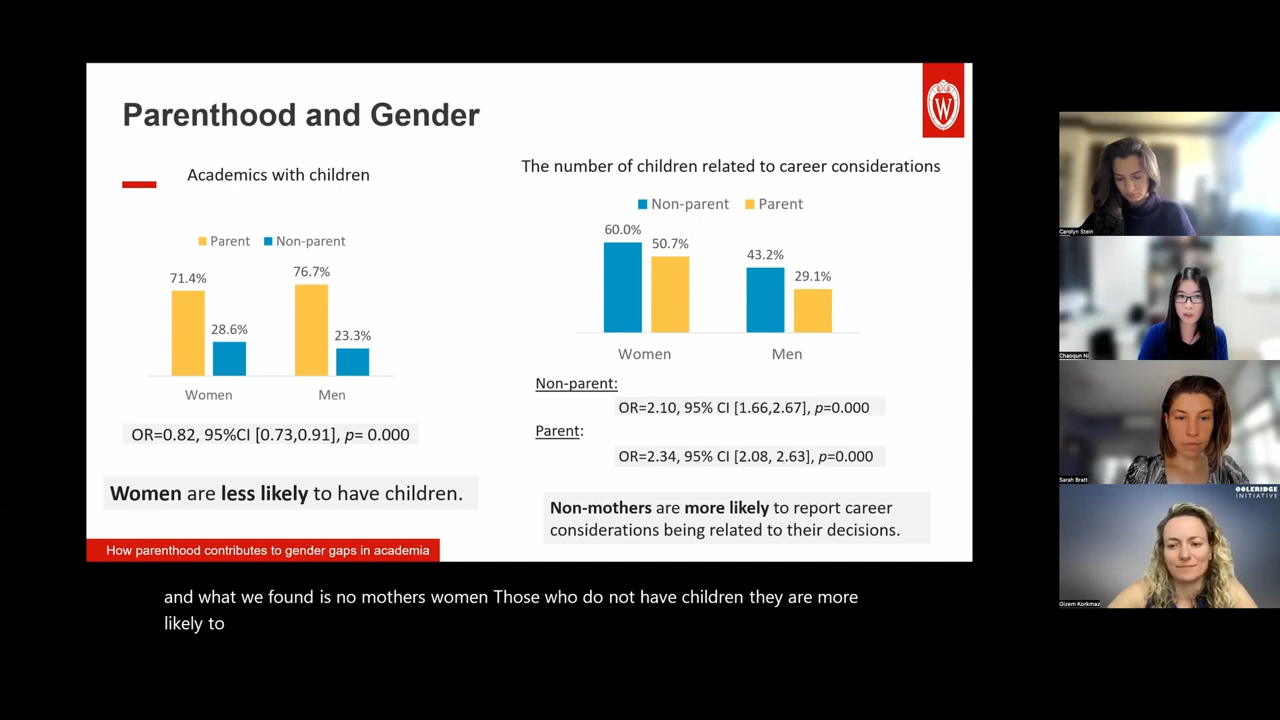 Parenthood and Gender
W
Academics with children
Parent Non-parent
71.4%
28.6%
76.7%
23.3%
Women Men
OR=0.82, 95%CI [0.73,0.91], p= 0.000
Women are less likely to have children.
The number of children related to career considerations
Non-parent Parent
60.0%
50.7%
43.2%
29.1%
Women Men
Non-parent:
OR=2.10, 95% CI [1.66,2.67], p=0.000
Parent:
OR=2.34, 95% CI [2.08, 2.63], p=0.000
Non-mothers are more likely to report career
considerations being related to their decisions.
How parenthood contributes to gender gaps in academia
and what we found is no mothers women Those who do not have children they are more
likely to
Carolyn Stein
Chaoqun Ni
Sarah Bratt
COLERIDGE
INITIATIVE
Gizem Korkmaz